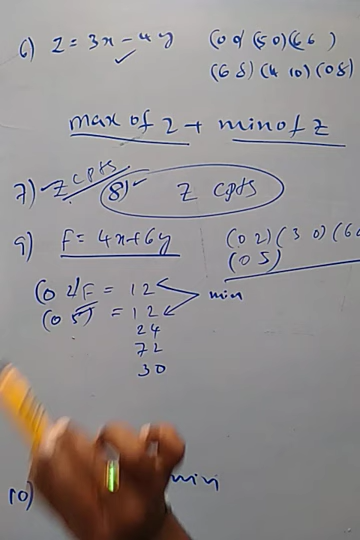 6) Z = 3x - 4y (0 0) (5 0) (6 6)
(6 8) (4 10) (0 8)
max of Z + min of Z
7) Z cpts 8) Z cpts
9) F = 4x+6y (0 2) (3 0) (6 0
(0 5)
(0 2) F = 12
min
(0 5) = 12
24
72
30
10) min